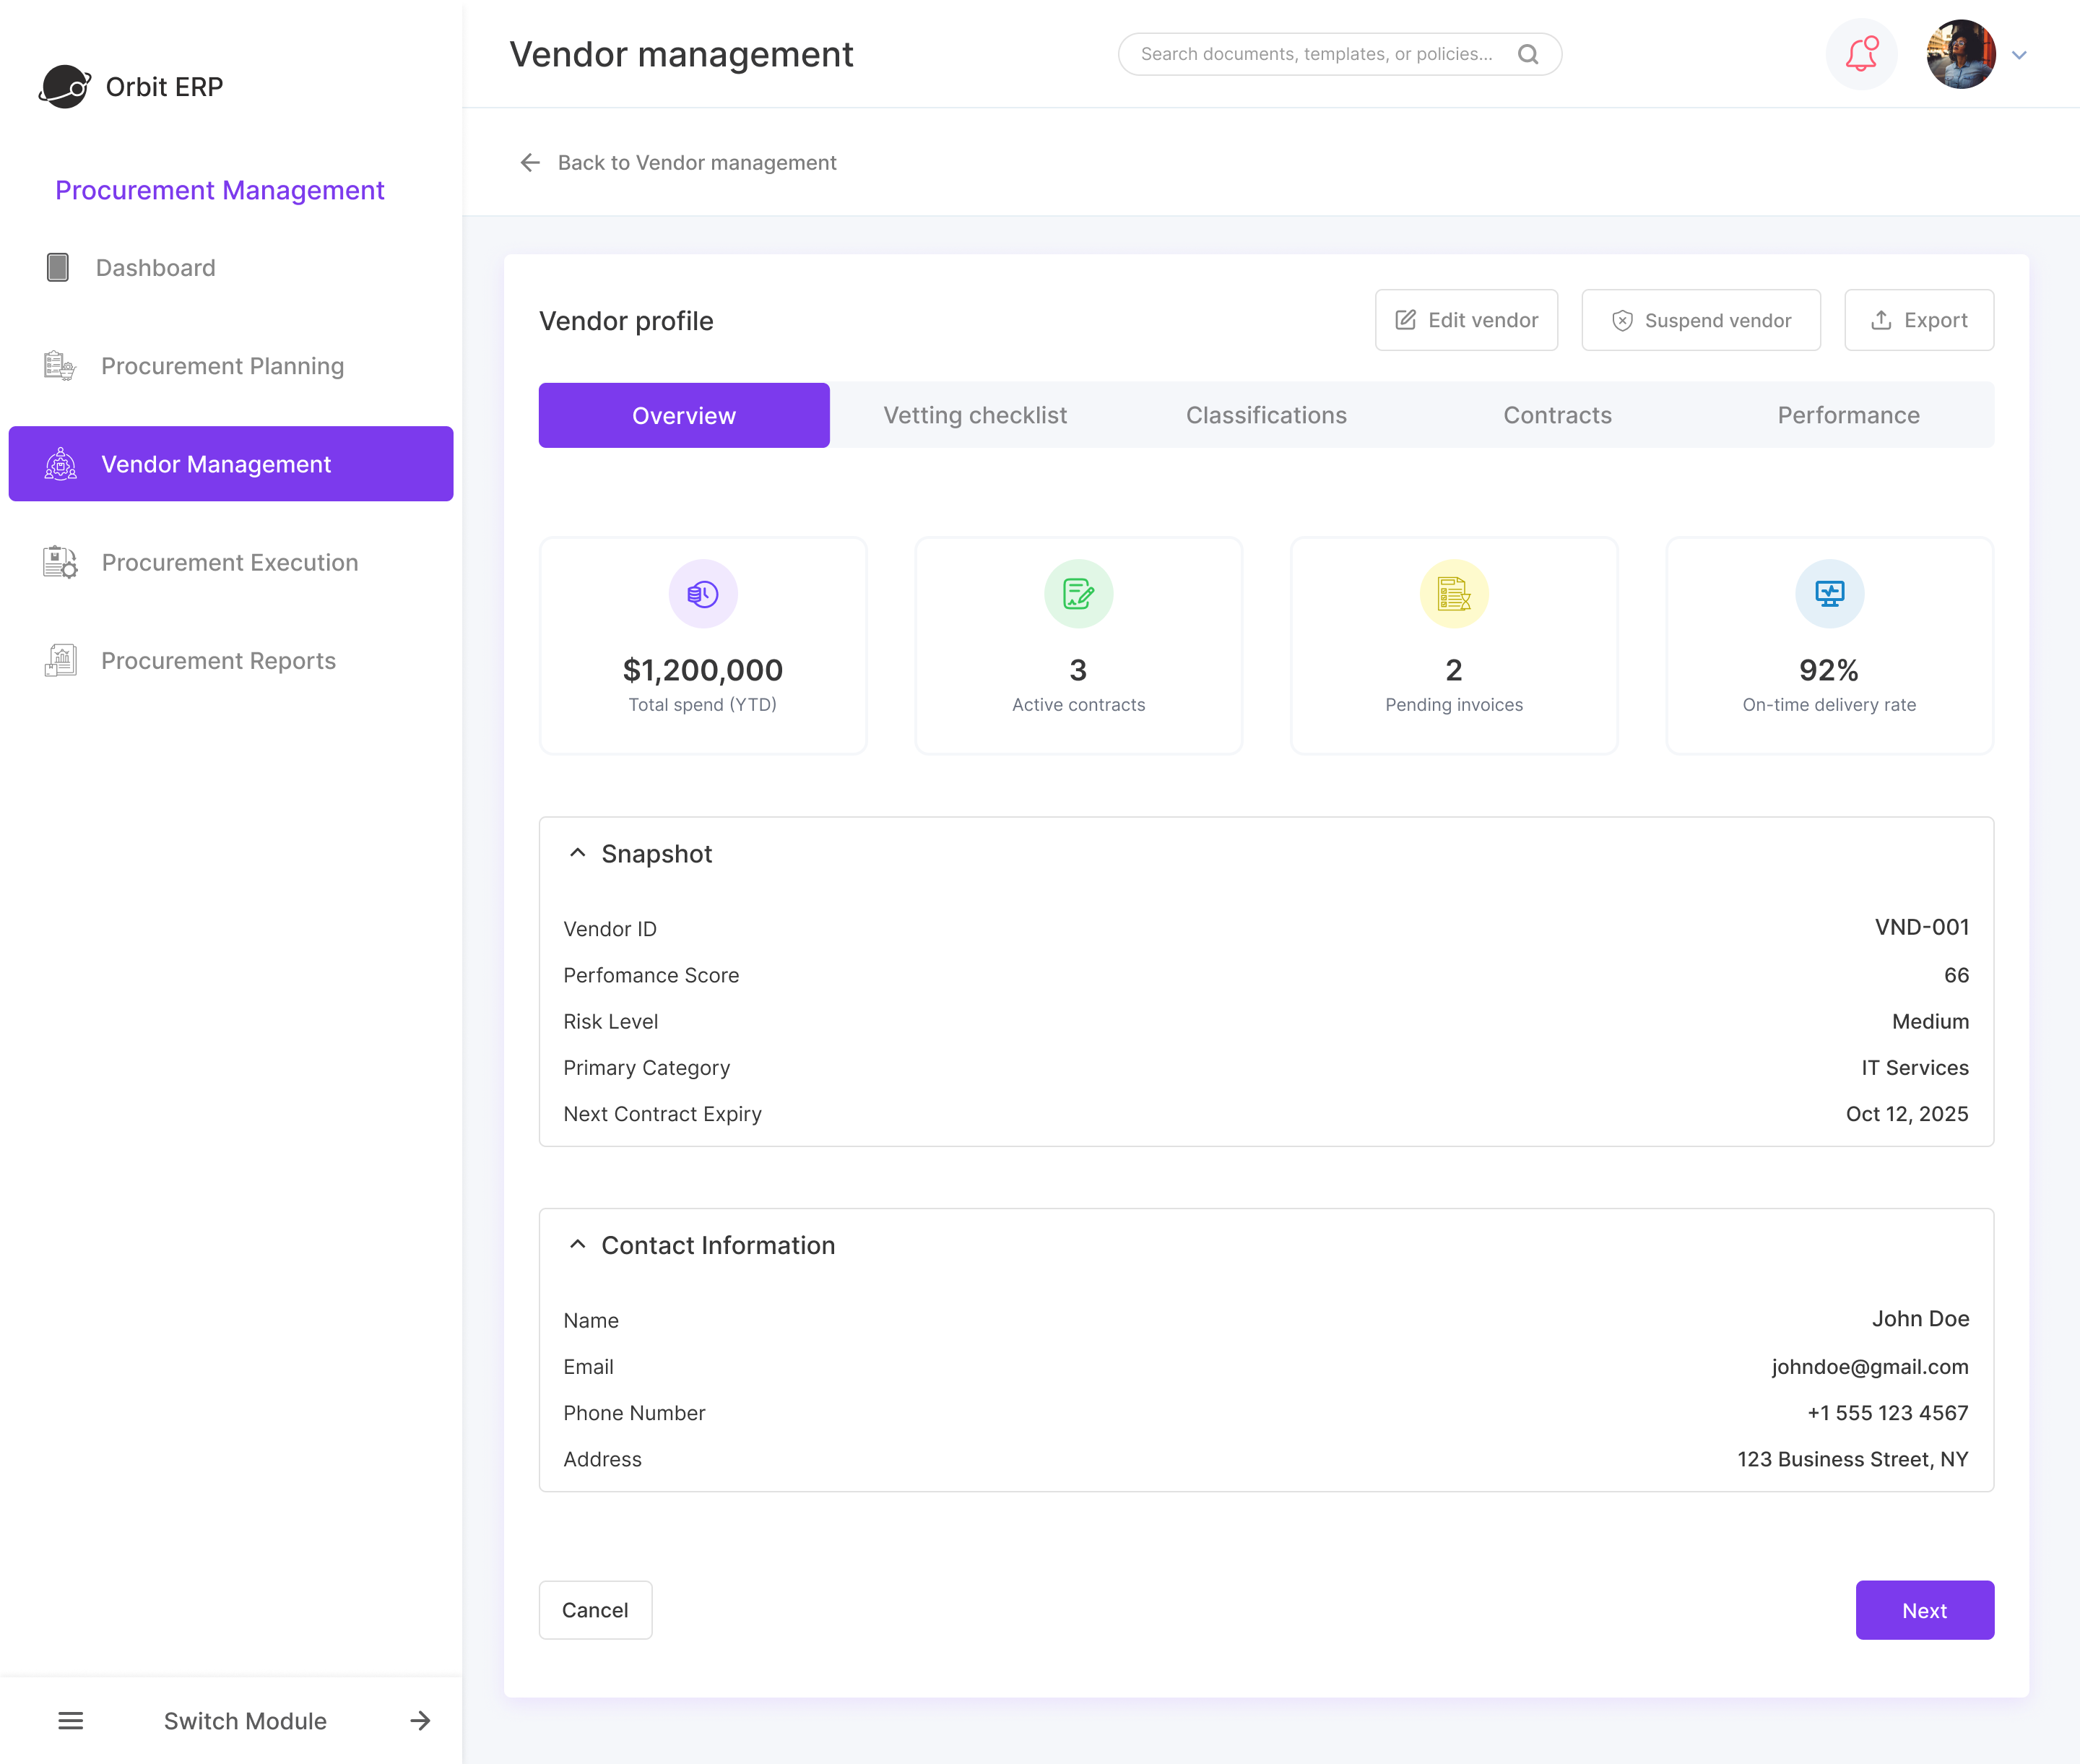 Orbit ERP
Procurement Management
Dashboard
Procurement Planning
Vendor Management
Procurement Execution
Procurement Reports
Switch Module
Vendor management
Search documents, templates, or policies...
Back to Vendor management
Vendor profile
Edit vendor
Suspend vendor
Export
Overview
Vetting checklist
Classifications
Contracts
Performance
$1,200,000
Total spend (YTD)
3
Active contracts
2
Pending invoices
92%
On-time delivery rate
Snapshot
Vendor ID VND-001
Perfomance Score 66
Risk Level Medium
Primary Category IT Services
Next Contract Expiry Oct 12, 2025
Contact Information
Name John Doe
Email johndoe@gmail.com
Phone Number +1 555 123 4567
Address 123 Business Street, NY
Cancel
Next